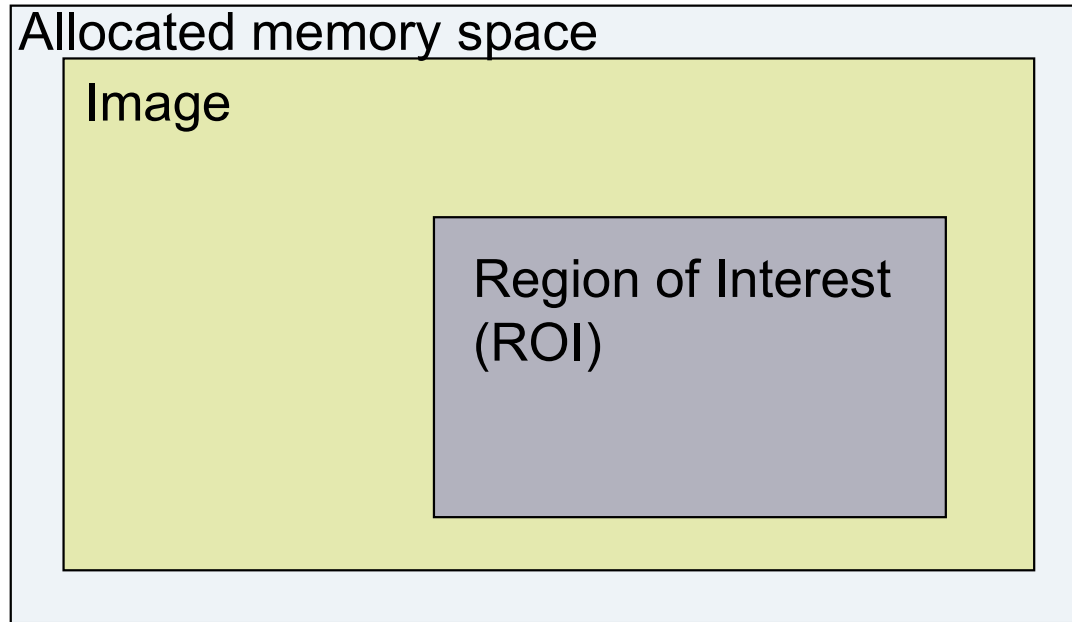 Allocated memory space
Image
Region of Interest
(ROI)